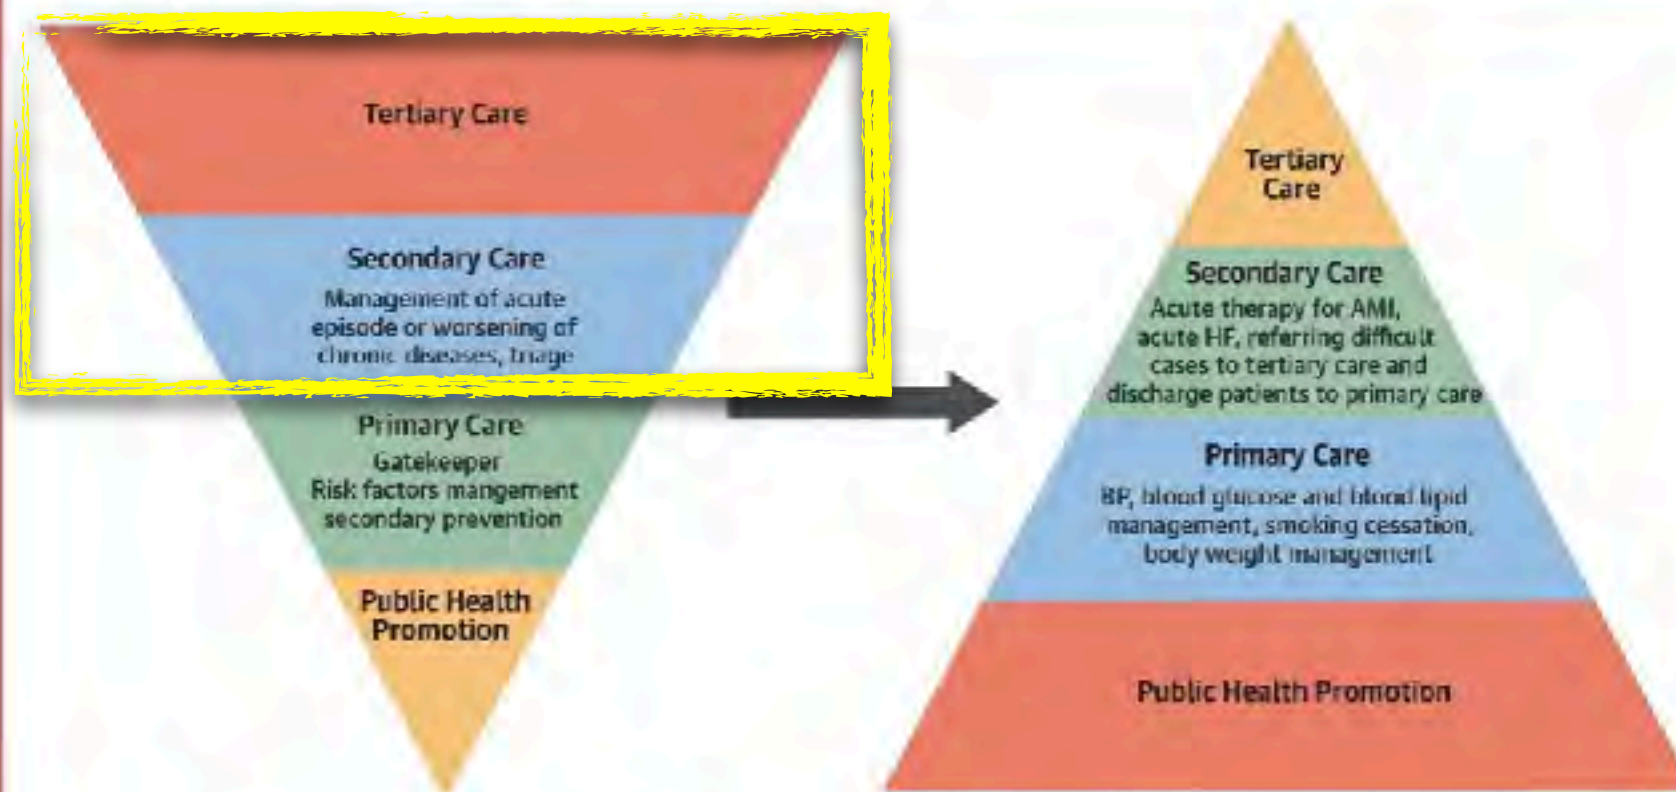 Tertiary Care
Secondary Care
Management of acute
episode or worsening of
chronic diseases, triage
Primary Care
Gatekeeper
Risk factors mangement
secondary prevention
Public Health
Promotion
Tertiary
Care
Secondary Care
Acute therapy for AMI,
acute HF, referring difficult
cases to tertiary care and
discharge patients to primary care
Primary Care
BP, blood glucose and blood lipid
management, smoking cessation,
body weight management
Public Health Promotion